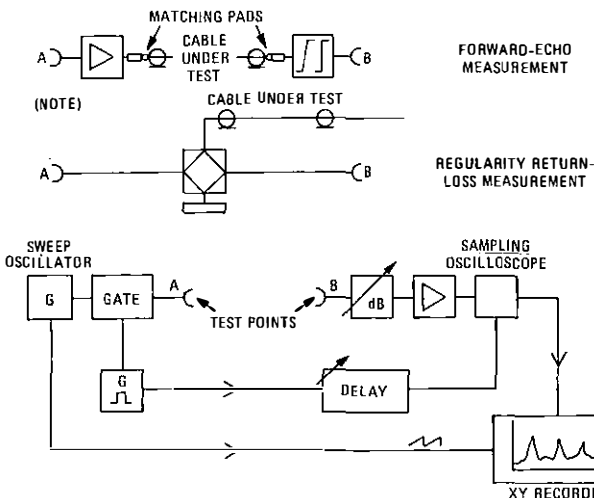 MATCHING PADS
A
CABLE
UNDER
TEST
B
FORWARD-ECHO
MEASUREMENT
(NOTE)
CABLE UNDER TEST
A
B
REGULARITY RETURN-
LOSS MEASUREMENT
SWEEP
OSCILLATOR
SAMPLING
OSCILLOSCOPE
G
GATE
A
TEST POINTS
B
dB
G
DELAY
XY RECORDE